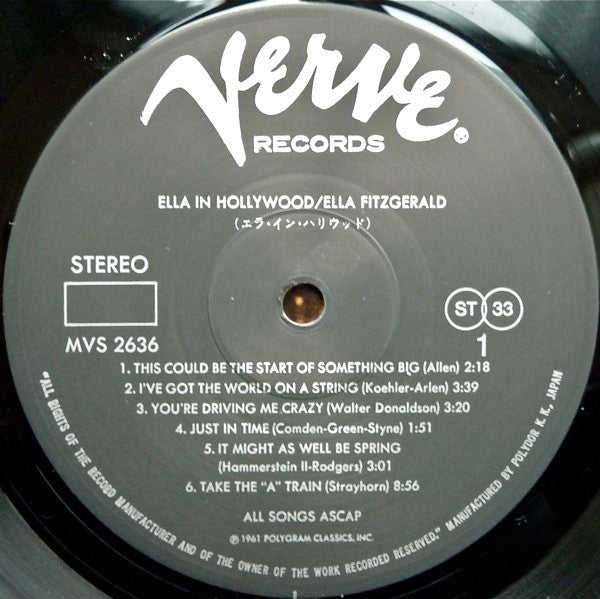 Verve®
RECORDS
ELLA IN HOLLYWOOD/ELLA FITZGERALD
(エラ・イン・ハリウッド)
STEREO
ST 33
MVS 2636
1
1. THIS COULD BE THE START OF SOMETHING BIG (Allen) 2:18
2. I'VE GOT THE WORLD ON A STRING (Koehler-Arlen) 3:39
3. YOU'RE DRIVING ME CRAZY (Walter Donaldson) 3:20
4. JUST IN TIME (Comden-Green-Styne) 1:51
5. IT MIGHT AS WELL BE SPRING
(Hammerstein II-Rodgers) 3:01
6. TAKE THE "A" TRAIN (Strayhorn) 8:56
ALL SONGS ASCAP
℗ 1961 POLYGRAM CLASSICS, INC.
"ALL RIGHTS OF THE RECORD MANUFACTURER AND OF THE OWNER OF THE WORK RECORDED RESERVED." MANUFACTURED BY POLYDOR K.K., JAPAN